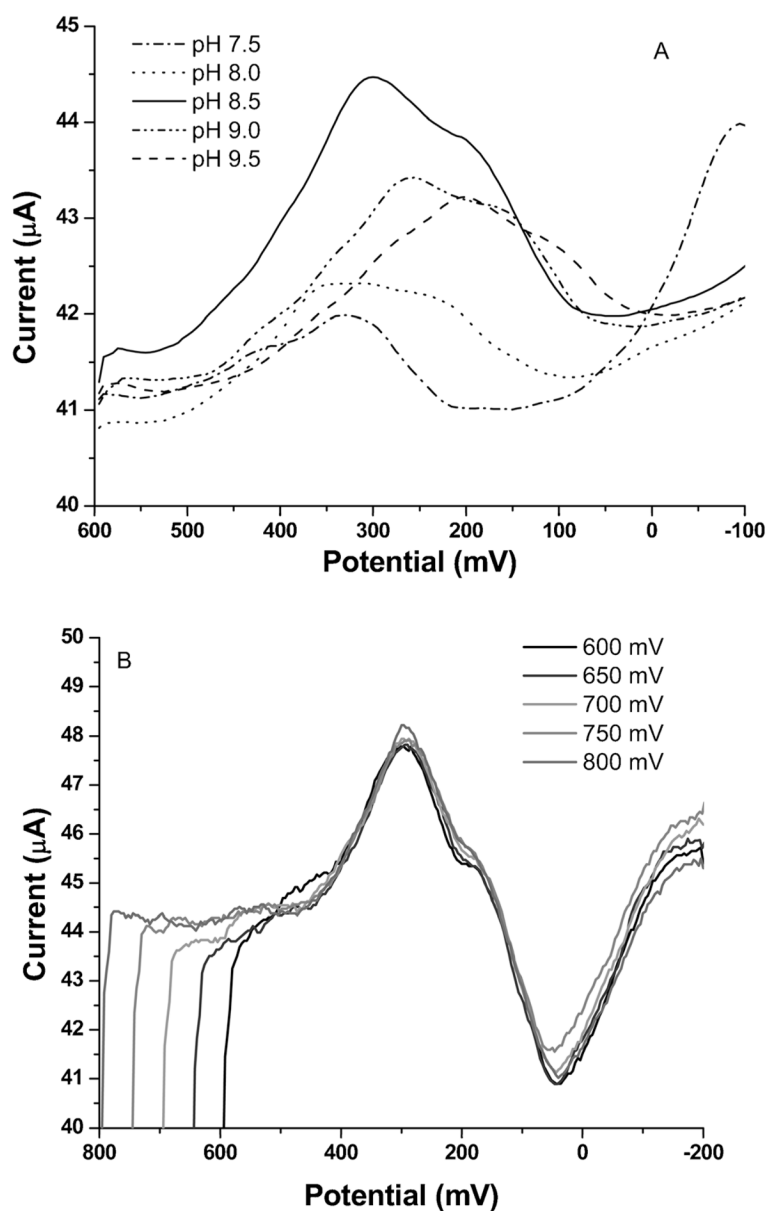 A
pH 7.5
pH 8.0
pH 8.5
pH 9.0
pH 9.5
45
44
43
42
41
40
Current (μA)
600 500 400 300 200 100 0 -100
Potential (mV)
B
600 mV
650 mV
700 mV
750 mV
800 mV
50
49
48
47
46
45
44
43
42
41
40
Current (μA)
800 600 400 200 0 -200
Potential (mV)